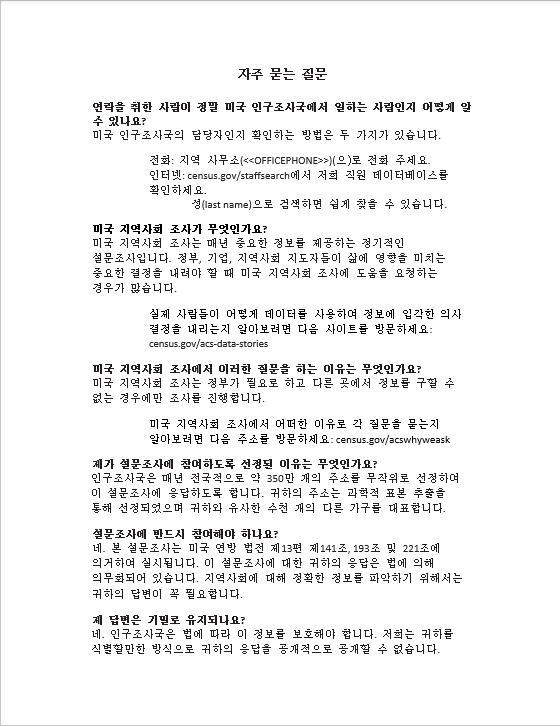 자주 묻는 질문
연락을 취한 사람이 정말 미국 인구조사국에서 일하는 사람인지 어떻게 알
수 있나요?
미국 인구조사국의 담당자인지 확인하는 방법은 두 가지가 있습니다.
전화: 지역 사무소(<<OFFICEPHONE>>)(으)로 전화 주세요.
인터넷: census.gov/staffsearch에서 저희 직원 데이터베이스를
확인하세요.
성(last name)으로 검색하면 쉽게 찾을 수 있습니다.
미국 지역사회 조사가 무엇인가요?
미국 지역사회 조사는 매년 중요한 정보를 제공하는 정기적인
설문조사입니다. 정부, 기업, 지역사회 지도자들이 삶에 영향을 미치는
중요한 결정을 내려야 할 때 미국 지역사회 조사에 도움을 요청하는
경우가 많습니다.
실제 사람들이 어떻게 데이터를 사용하여 정보에 입각한 의사
결정을 내리는지 알아보려면 다음 사이트를 방문하세요:
census.gov/acs-data-stories
미국 지역사회 조사에서 이러한 질문을 하는 이유는 무엇인가요?
미국 지역사회 조사는 정부가 필요로 하고 다른 곳에서 정보를 구할 수
없는 경우에만 조사를 진행합니다.
미국 지역사회 조사에서 어떠한 이유로 각 질문을 묻는지
알아보려면 다음 주소를 방문하세요: census.gov/acswhyweask
제가 설문조사에 참여하도록 선정된 이유는 무엇인가요?
인구조사국은 매년 전국적으로 약 350만 개의 주소를 무작위로 선정하여
이 설문조사에 응답하도록 합니다. 귀하의 주소는 과학적 표본 추출을
통해 선정되었으며 귀하와 유사한 수천 개의 다른 가구를 대표합니다.
설문조사에 반드시 참여해야 하나요?
네. 본 설문조사는 미국 연방 법전 제13편 제141조, 193조 및 221조에
의거하여 실시됩니다. 이 설문조사에 대한 귀하의 응답은 법에 의해
의무화되어 있습니다. 지역사회에 대해 정확한 정보를 파악하기 위해서는
귀하의 답변이 꼭 필요합니다.
제 답변은 기밀로 유지되나요?
네. 인구조사국은 법에 따라 이 정보를 보호해야 합니다. 저희는 귀하를
식별할만한 방식으로 귀하의 응답을 공개적으로 공개할 수 없습니다.